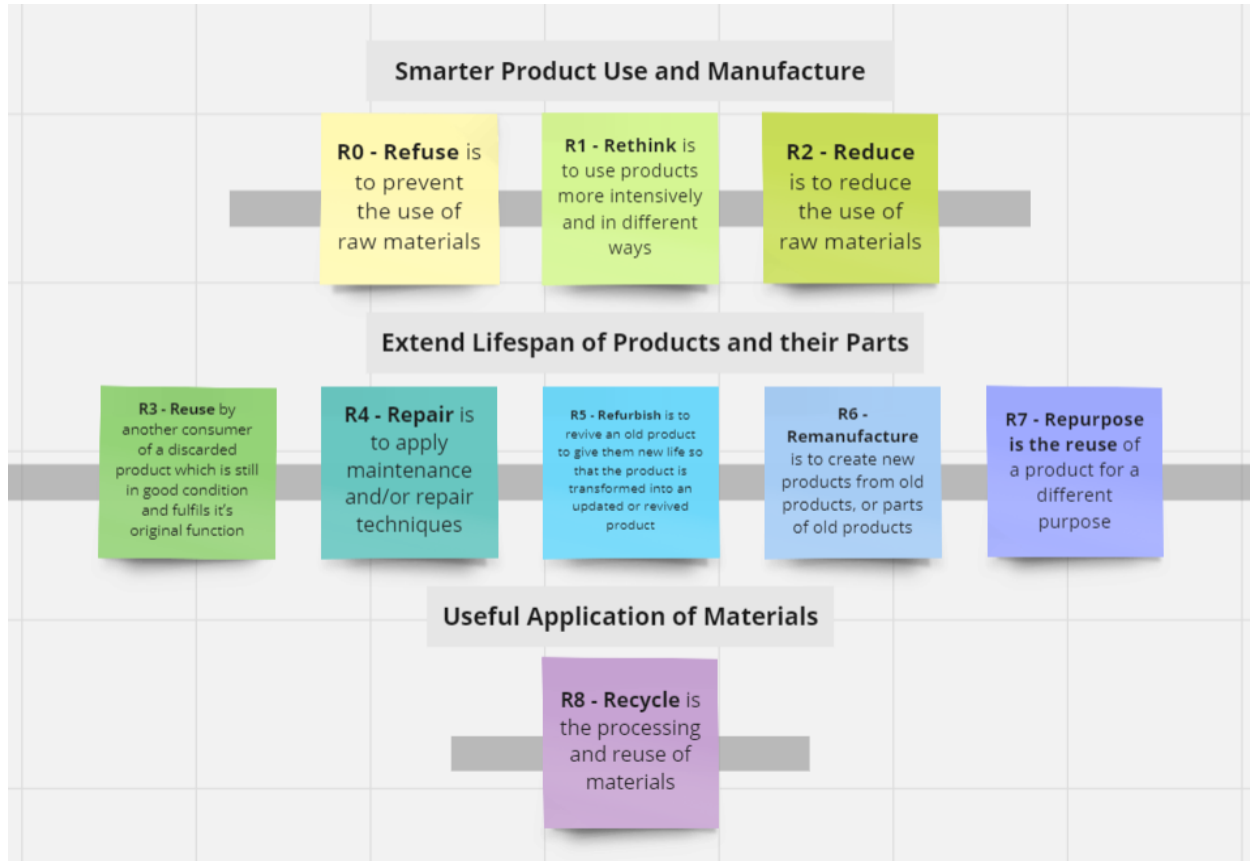 Smarter Product Use and Manufacture
R0 - Refuse is
to prevent
the use of
raw materials
R1 - Rethink is
to use products
more intensively
and in different
ways
R2 - Reduce
is to reduce
the use of
raw materials
Extend Lifespan of Products and their Parts
R3 - Reuse by
another consumer
of a discarded
product which is still
in good condition
and fulfils it's
original function
R4 - Repair is
to apply
maintenance
and/or repair
techniques
R5 - Refurbish is to
revive an old product
to give them new life so
that the product is
transformed into an
updated or revived
product
R6 -
Remanufacture
is to create new
products from old
products, or parts
of old products
R7 - Repurpose
is the reuse of
a product for a
different
purpose
Useful Application of Materials
R8 - Recycle is
the processing
and reuse of
materials